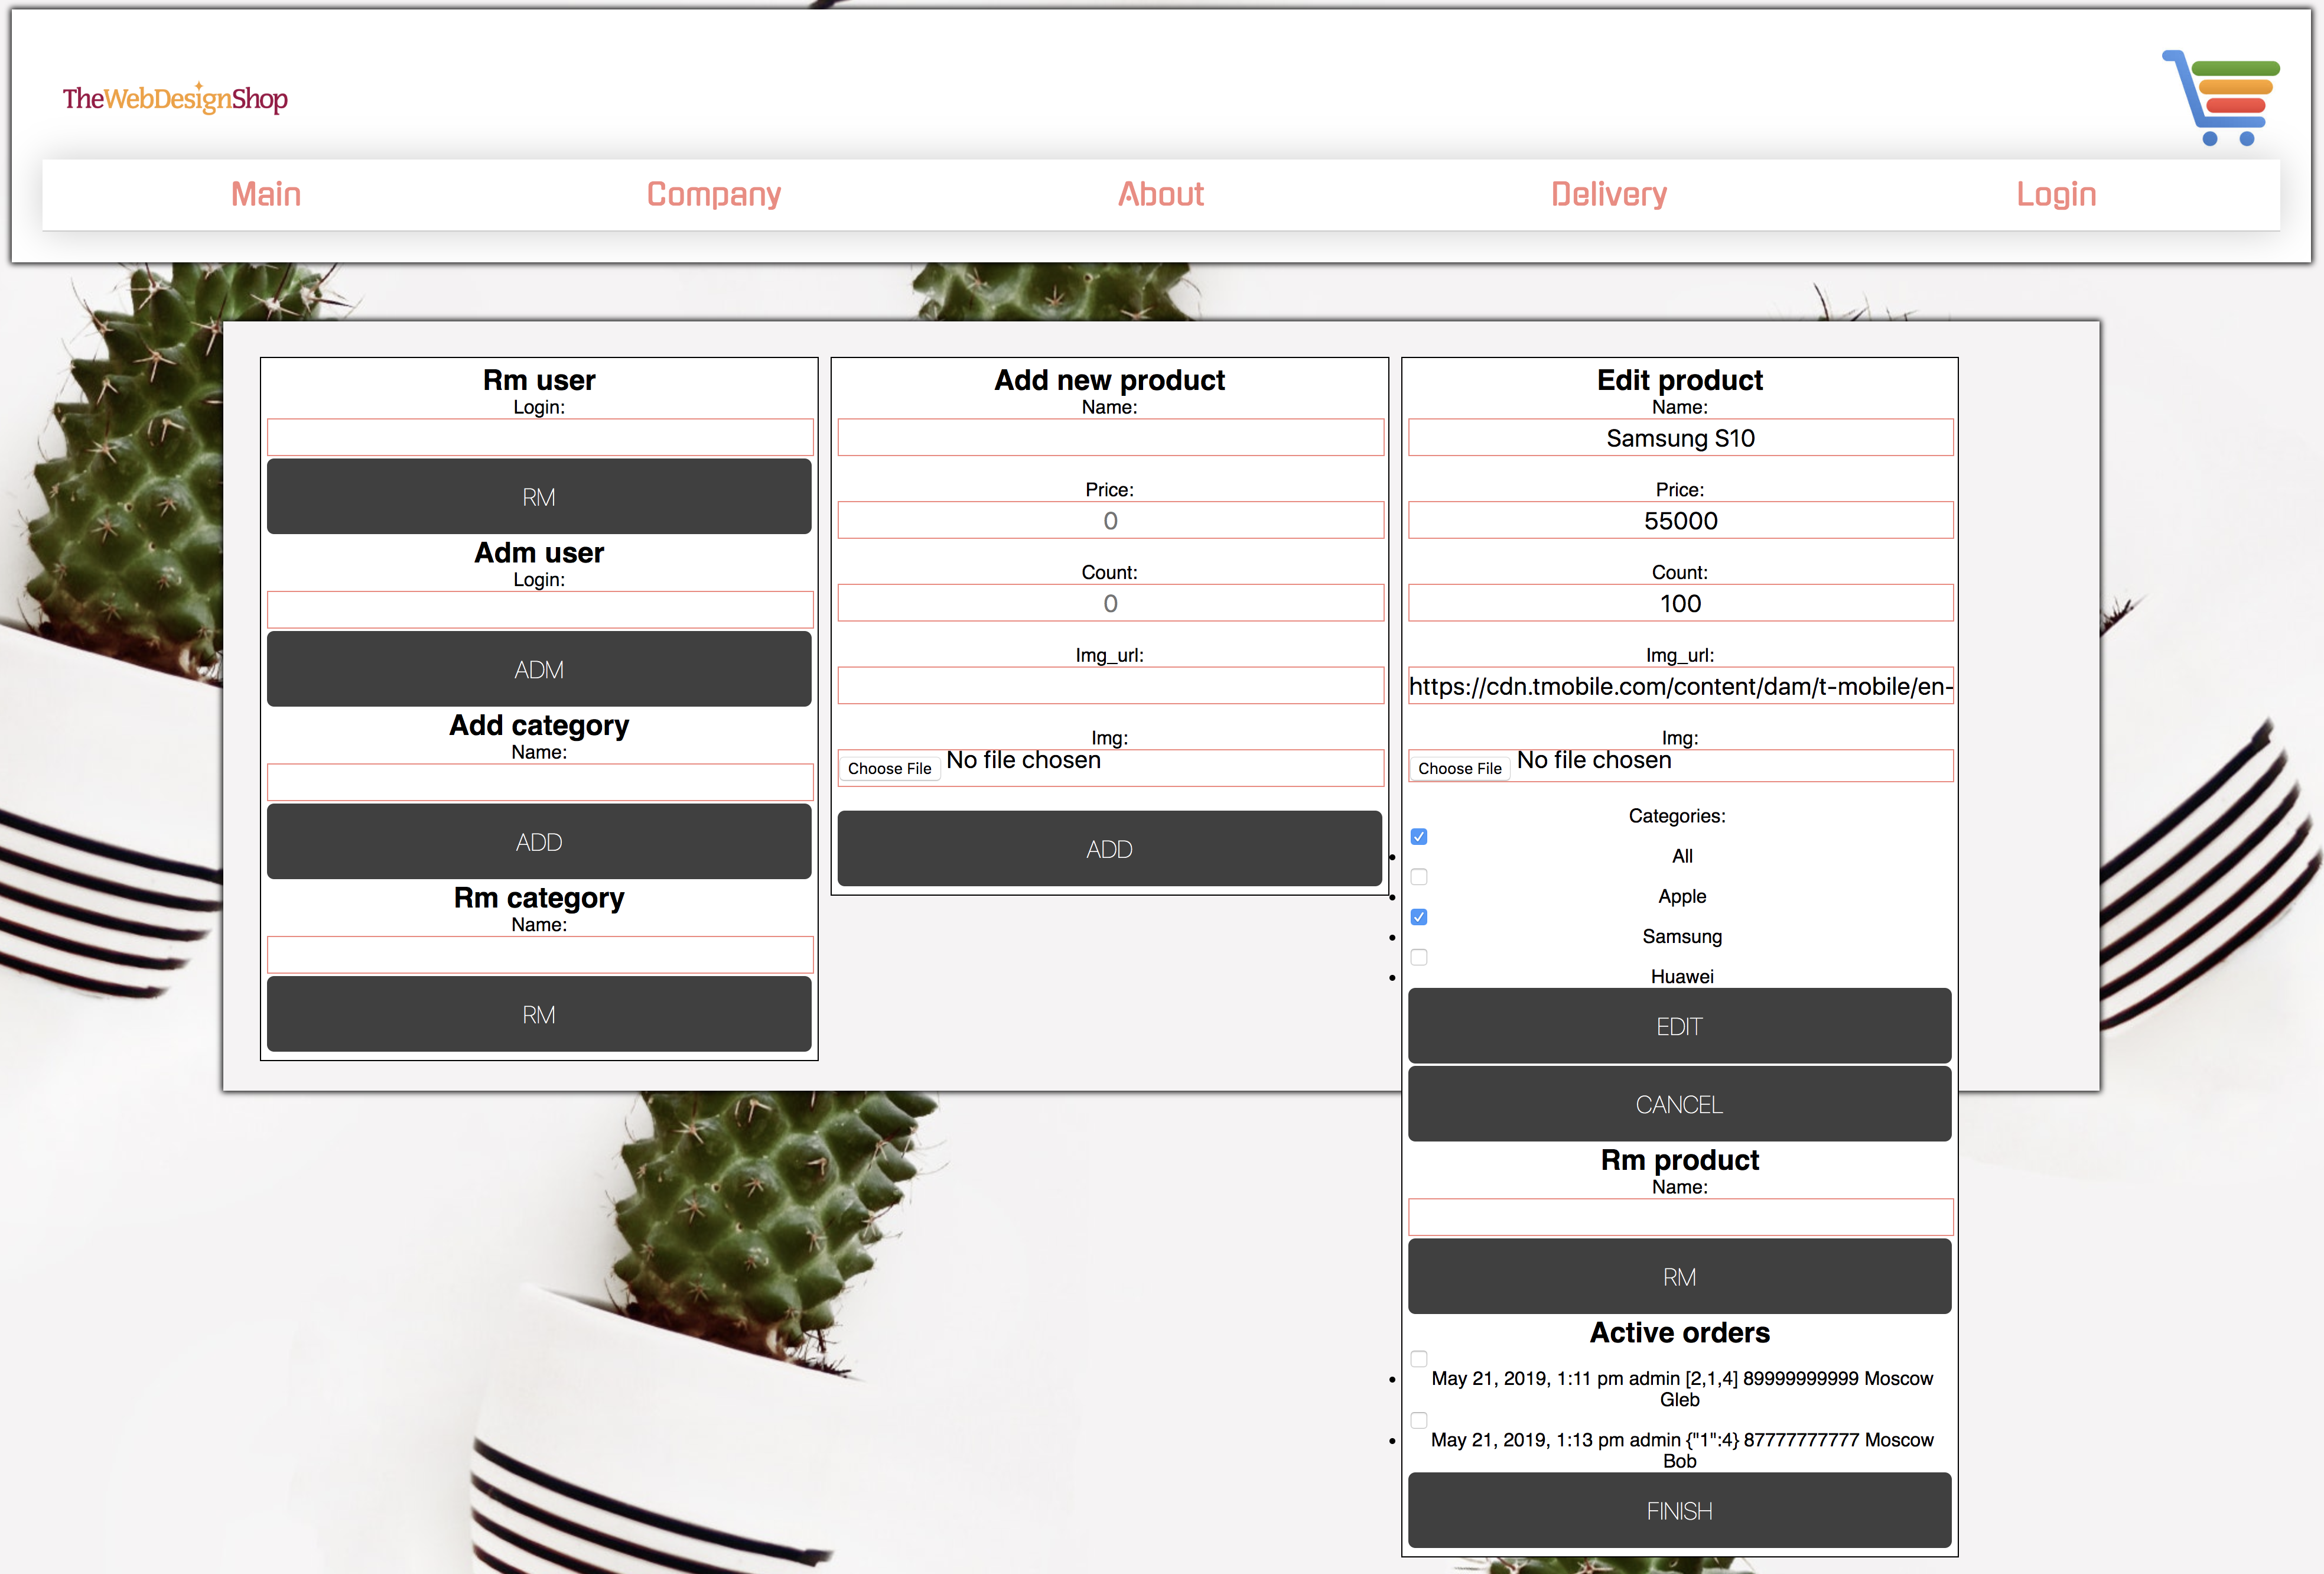 TheWebDesignShop
Main
Company
About
Delivery
Login
Rm user
Login:
RM
Adm user
Login:
ADM
Add category
Name:
ADD
Rm category
Name:
RM
Add new product
Name:
Price:
0
Count:
0
Img_url:
Img:
Choose File No file chosen
ADD
Edit product
Name:
Samsung S10
Price:
55000
Count:
100
Img_url:
https://cdn.tmobile.com/content/dam/t-mobile/en-
Img:
Choose File No file chosen
Categories:
All
Apple
Samsung
Huawei
EDIT
CANCEL
Rm product
Name:
RM
Active orders
May 21, 2019, 1:11 pm admin [2,1,4] 89999999999 Moscow
Gleb
May 21, 2019, 1:13 pm admin {"1":4} 87777777777 Moscow
Bob
FINISH